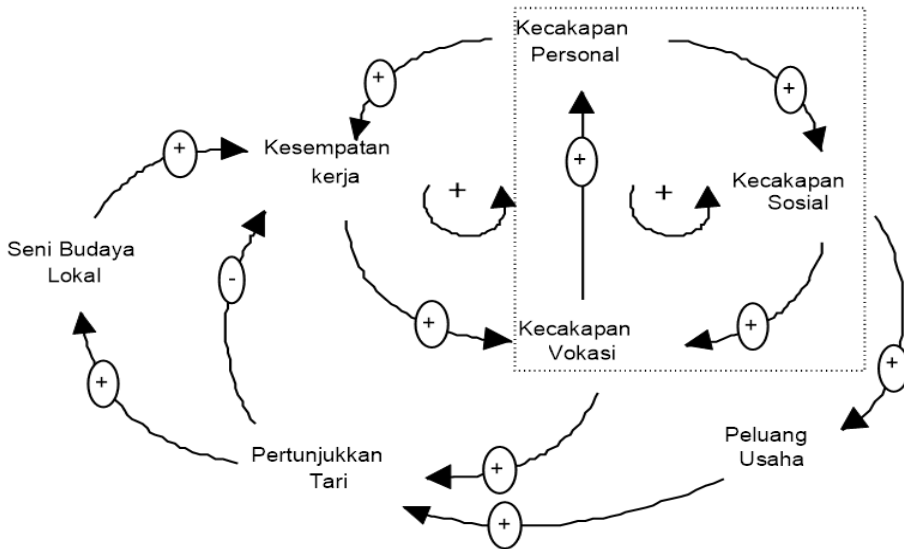 Kecakapan
Personal
+
+
+
Kesempatan
kerja
+
+
+
Kecakapan
Sosial
Seni Budaya
Lokal
-
+
Kecakapan
Vokasi
+
+
+
Pertunjukkan
Tari
+
Peluang
Usaha
+